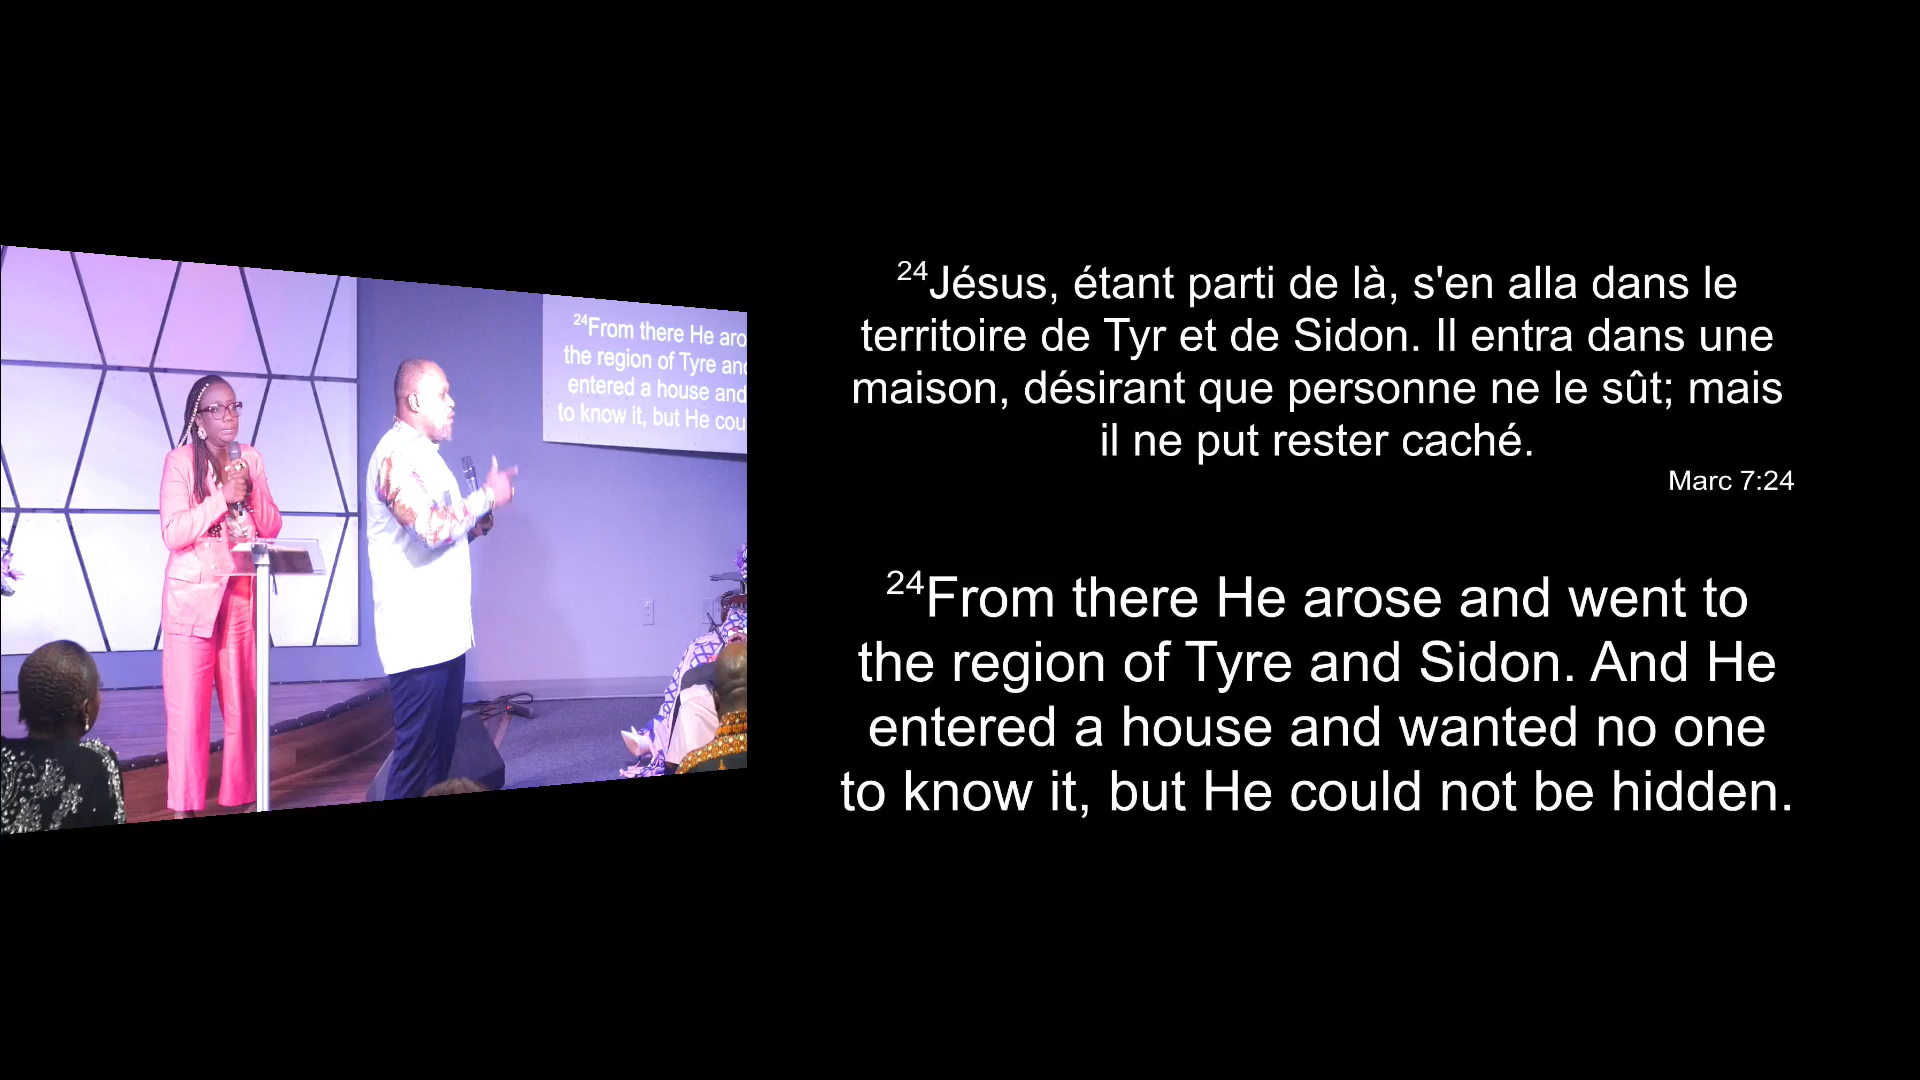 24From there He aro
the region of Tyre and
entered a house and
to know it, but He cou
24Jésus, étant parti de là, s'en alla dans le
territoire de Tyr et de Sidon. Il entra dans une
maison, désirant que personne ne le sût; mais
il ne put rester caché.
Marc 7:24
24From there He arose and went to
the region of Tyre and Sidon. And He
entered a house and wanted no one
to know it, but He could not be hidden.